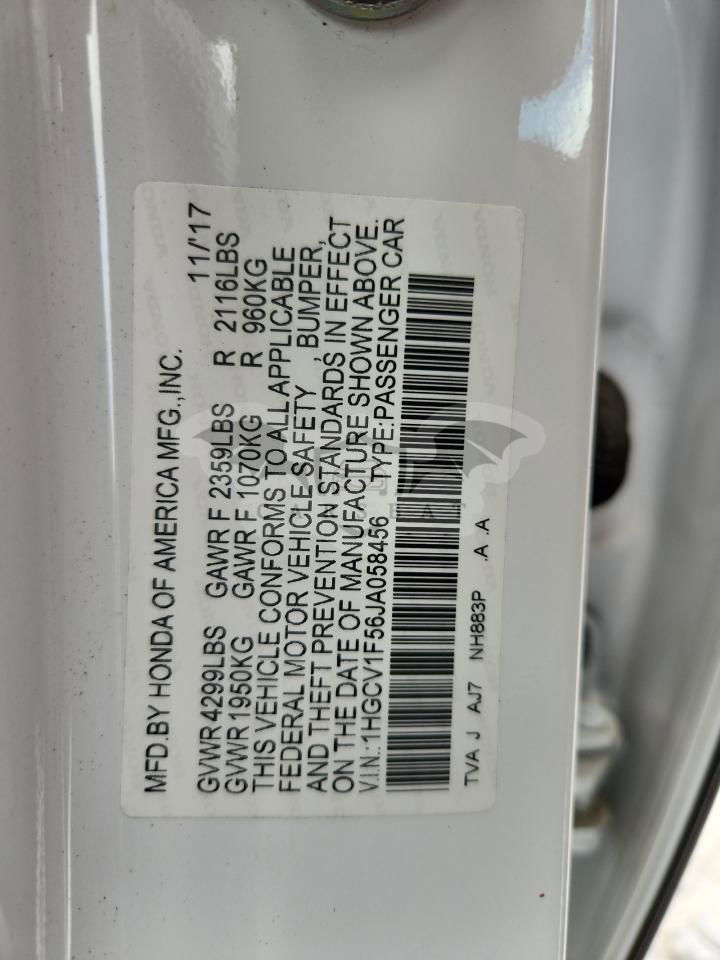 MFD.BY HONDA OF AMERICA MFG.,INC. 11/'17
GVWR 4299LBS GAWR F 2359LBS R 2116LBS
GVWR 1950KG GAWR F 1070KG R 960KG
THIS VEHICLE CONFORMS TO ALL APPLICABLE
FEDERAL MOTOR VEHICLE SAFETY , BUMPER,
AND THEFT PREVENTION STANDARDS IN EFFECT
ON THE DATE OF MANUFACTURE SHOWN ABOVE.
V.I.N.:1HGCV1F56JA058456 TYPE:PASSENGER CAR
TVA J AJ7 NH883P .A .A